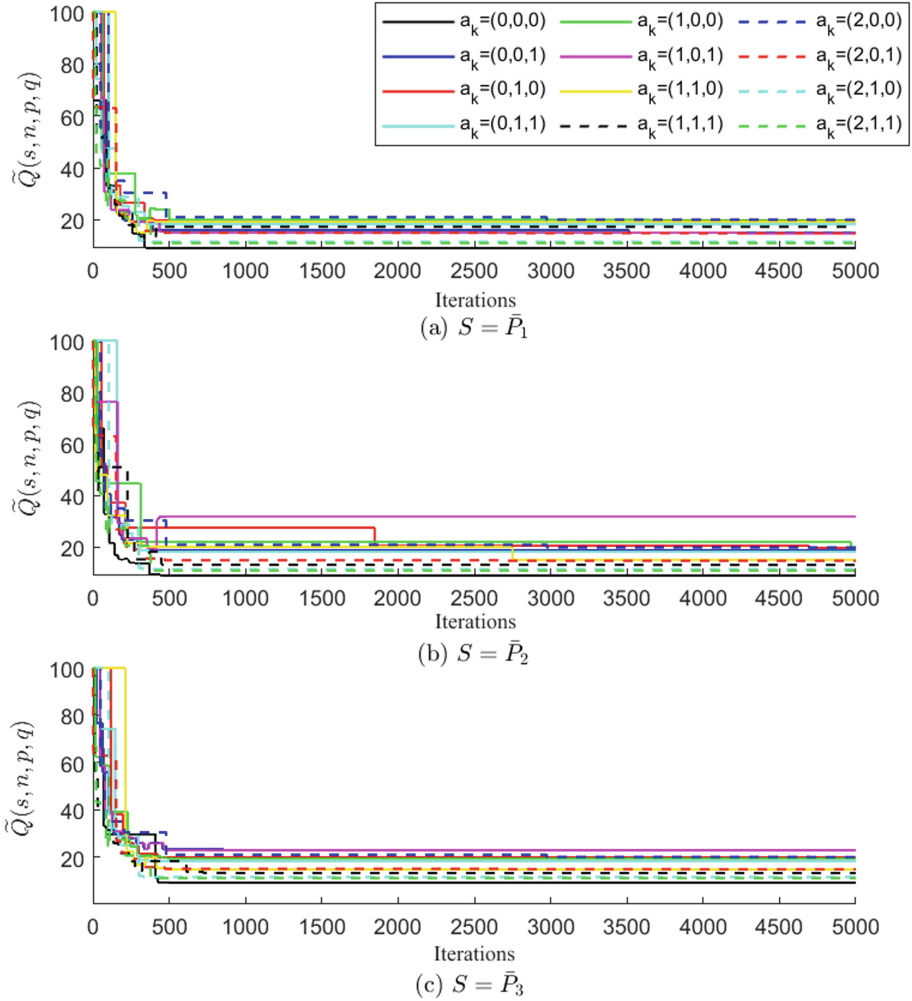 100
80
60
40
20
Q̃(s, n, p, q)
a_k=(0,0,0) a_k=(1,0,0) a_k=(2,0,0)
a_k=(0,0,1) a_k=(1,0,1) a_k=(2,0,1)
a_k=(0,1,0) a_k=(1,1,0) a_k=(2,1,0)
a_k=(0,1,1) a_k=(1,1,1) a_k=(2,1,1)
0 500 1000 1500 2000 2500 3000 3500 4000 4500 5000
Iterations
(a) S = P̄₁
100
80
60
40
20
Q̃(s, n, p, q)
0 500 1000 1500 2000 2500 3000 3500 4000 4500 5000
Iterations
(b) S = P̄₂
100
80
60
40
20
Q̃(s, n, p, q)
0 500 1000 1500 2000 2500 3000 3500 4000 4500 5000
Iterations
(c) S = P̄₃